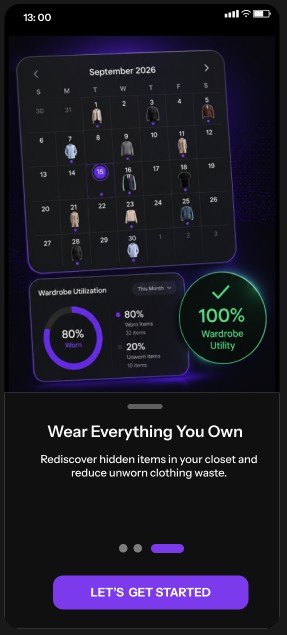 13: 00
September 2026
S M T W T F S
30 31 1 2 3 4 5
6 7 8 9 10 11 12
13 14 15 16 17 18 19
20 21 22 23 24 25 26
27 28 29 30 1 2 3
Wardrobe Utilization
This Month
80%
Worn
80%
Worn Items
20%
Unworn Items
100%
Wardrobe
Utility
Wear Everything You Own
Rediscover hidden items in your closet and
reduce unworn clothing waste.
LET'S GET STARTED